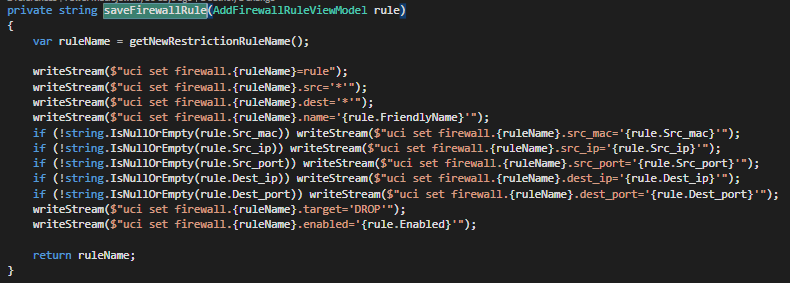 private string saveFirewallRule(AddFirewallRuleViewModel rule)
{
var ruleName = getNewRestrictionRuleName();
writeStream($"uci set firewall.{ruleName}=rule");
writeStream($"uci set firewall.{ruleName}.src='*'");
writeStream($"uci set firewall.{ruleName}.dest='*'");
writeStream($"uci set firewall.{ruleName}.name='{rule.FriendlyName}'");
if (!string.IsNullOrEmpty(rule.Src_mac)) writeStream($"uci set firewall.{ruleName}.src_mac='{rule.Src_mac}'");
if (!string.IsNullOrEmpty(rule.Src_ip)) writeStream($"uci set firewall.{ruleName}.src_ip='{rule.Src_ip}'");
if (!string.IsNullOrEmpty(rule.Src_port)) writeStream($"uci set firewall.{ruleName}.src_port='{rule.Src_port}'");
if (!string.IsNullOrEmpty(rule.Dest_ip)) writeStream($"uci set firewall.{ruleName}.dest_ip='{rule.Dest_ip}'");
if (!string.IsNullOrEmpty(rule.Dest_port)) writeStream($"uci set firewall.{ruleName}.dest_port='{rule.Dest_port}'");
writeStream($"uci set firewall.{ruleName}.target='DROP'");
writeStream($"uci set firewall.{ruleName}.enabled='{rule.Enabled}'");
return ruleName;
}